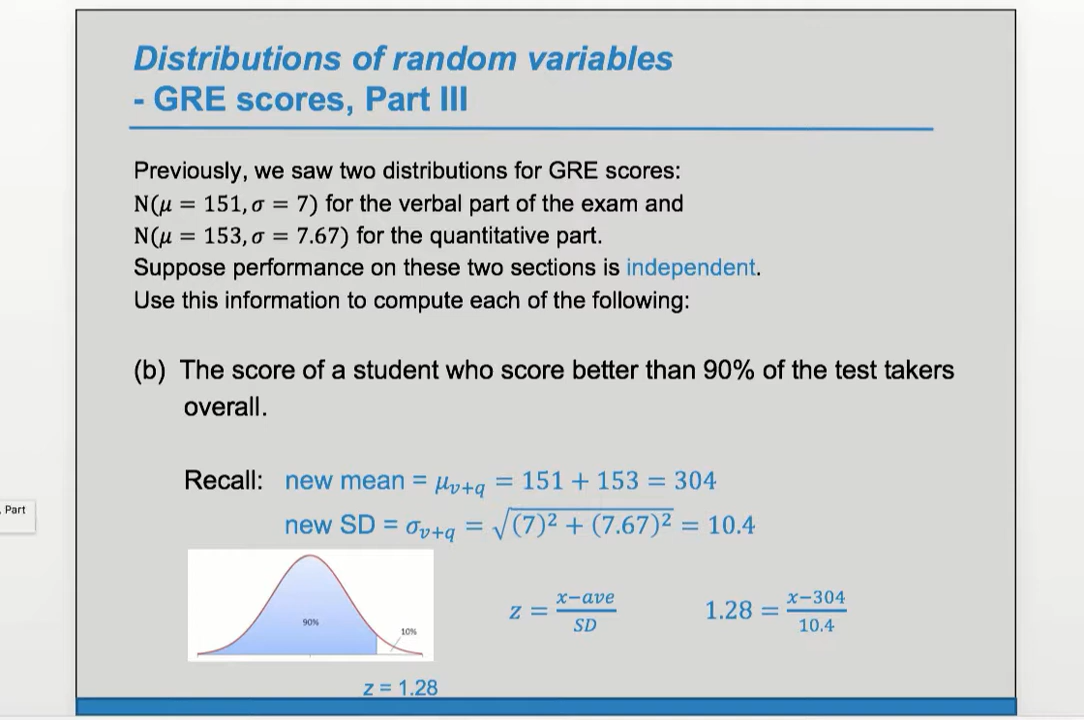 Distributions of random variables
- GRE scores, Part III
Previously, we saw two distributions for GRE scores:
N(μ = 151, σ = 7) for the verbal part of the exam and
N(μ = 153, σ = 7.67) for the quantitative part.
Suppose performance on these two sections is independent.
Use this information to compute each of the following:
(b) The score of a student who score better than 90% of the test takers
overall.
Recall: new mean = μᵥ₊q = 151 + 153 = 304
new SD = σᵥ₊q = √(7)² + (7.67)² = 10.4
, Part
90%
10%
z = x−ave / SD
1.28 = x−304 / 10.4
z = 1.28